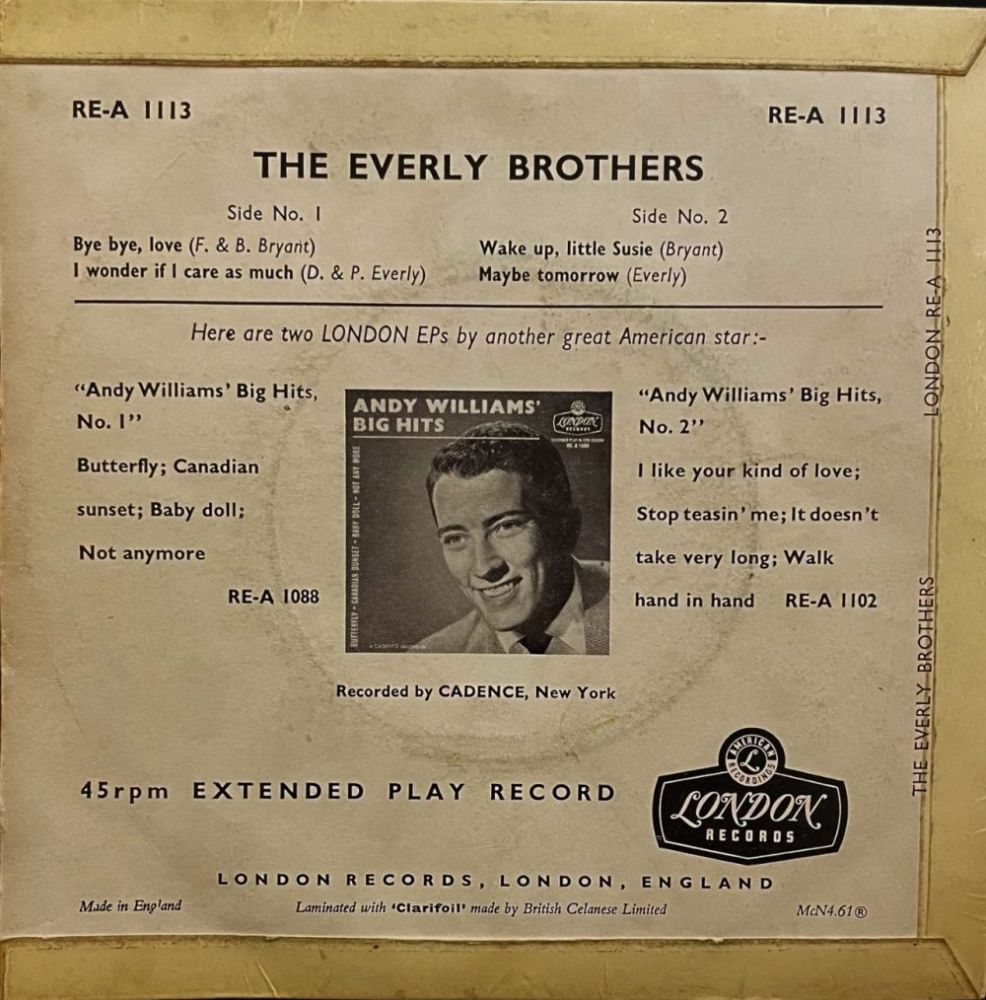 RE-A 1113
RE-A 1113
THE EVERLY BROTHERS
Side No. 1
Bye bye, love (F. & B. Bryant)
I wonder if I care as much (D. & P. Everly)
Side No. 2
Wake up, little Susie (Bryant)
Maybe tomorrow (Everly)
Here are two LONDON EPs by another great American star:-
“Andy Williams’ Big Hits,
No. 1”
Butterfly; Canadian
sunset; Baby doll;
Not anymore
RE-A 1088
ANDY WILLIAMS'
BIG HITS
LONDON
RECORDS
RE-A 1088
BUTTERFLY • CANADIAN SUNSET • BABY DOLL • NOT ANY MORE
“Andy Williams’ Big Hits,
No. 2”
I like your kind of love;
Stop teasin’ me; It doesn’t
take very long; Walk
hand in hand RE-A 1102
Recorded by CADENCE, New York
45rpm EXTENDED PLAY RECORD
AMERICAN
L
RECORDINGS
LONDON
RECORDS
LONDON RECORDS, LONDON, ENGLAND
Made in England
Laminated with ‘Clarifoil’ made by British Celanese Limited
McN4.61®
THE EVERLY BROTHERS
LONDON RE-A 1113